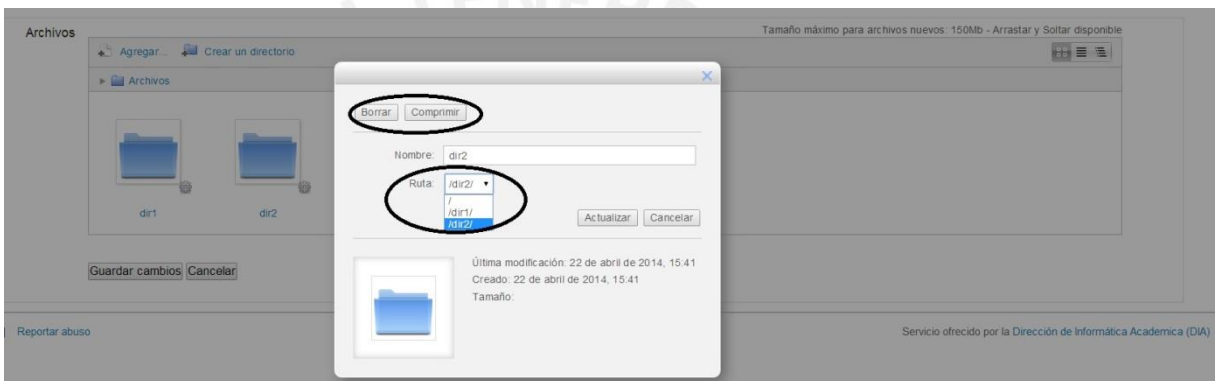 Archivos
Tamaño máximo para archivos nuevos: 150Mb - Arrastar y Soltar disponible
Agregar... Crear un directorio
Archivos
dir1 dir2
Guardar cambios Cancelar
Borrar Comprimir
Nombre: dir2
Ruta: /dir2/
/
/dir1/
/dir2/
Actualizar Cancelar
Última modificación: 22 de abril de 2014, 15:41
Creado: 22 de abril de 2014, 15:41
Tamaño:
Reportar abuso
Servicio ofrecido por la Dirección de Informática Academica (DIA)